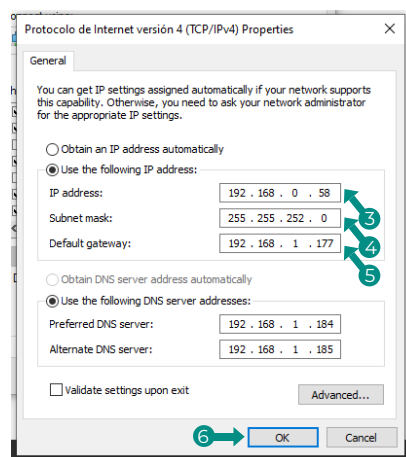 Protocolo de Internet versión 4 (TCP/IPv4) Properties
General
You can get IP settings assigned automatically if your network supports
this capability. Otherwise, you need to ask your network administrator
for the appropriate IP settings.
Obtain an IP address automatically
Use the following IP address:
IP address: 192 . 168 . 0 . 58
3
Subnet mask: 255 . 255 . 252 . 0
4
Default gateway: 192 . 168 . 1 . 177
5
Obtain DNS server address automatically
Use the following DNS server addresses:
Preferred DNS server: 192 . 168 . 1 . 184
Alternate DNS server: 192 . 168 . 1 . 185
Validate settings upon exit
Advanced...
6 OK Cancel